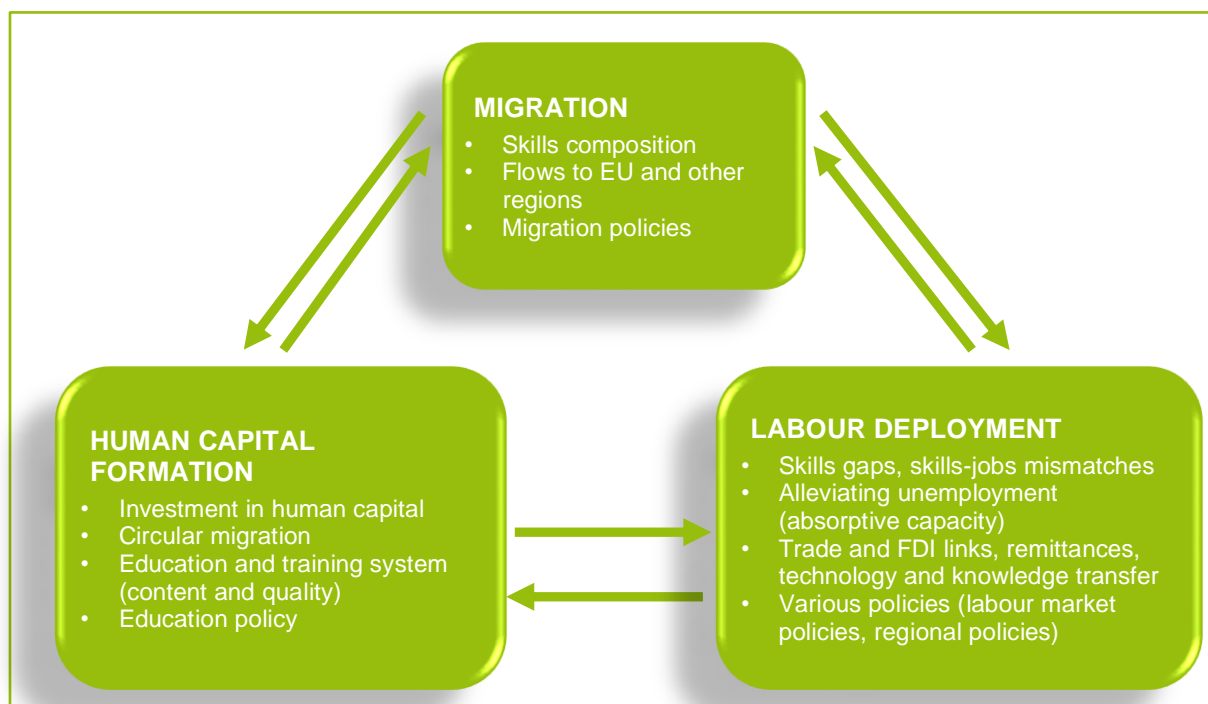 MIGRATION
• Skills composition
• Flows to EU and other
regions
• Migration policies
HUMAN CAPITAL
FORMATION
• Investment in human capital
• Circular migration
• Education and training system
(content and quality)
• Education policy
LABOUR DEPLOYMENT
• Skills gaps, skills-jobs mismatches
• Alleviating unemployment
(absorptive capacity)
• Trade and FDI links, remittances,
technology and knowledge transfer
• Various policies (labour market
policies, regional policies)